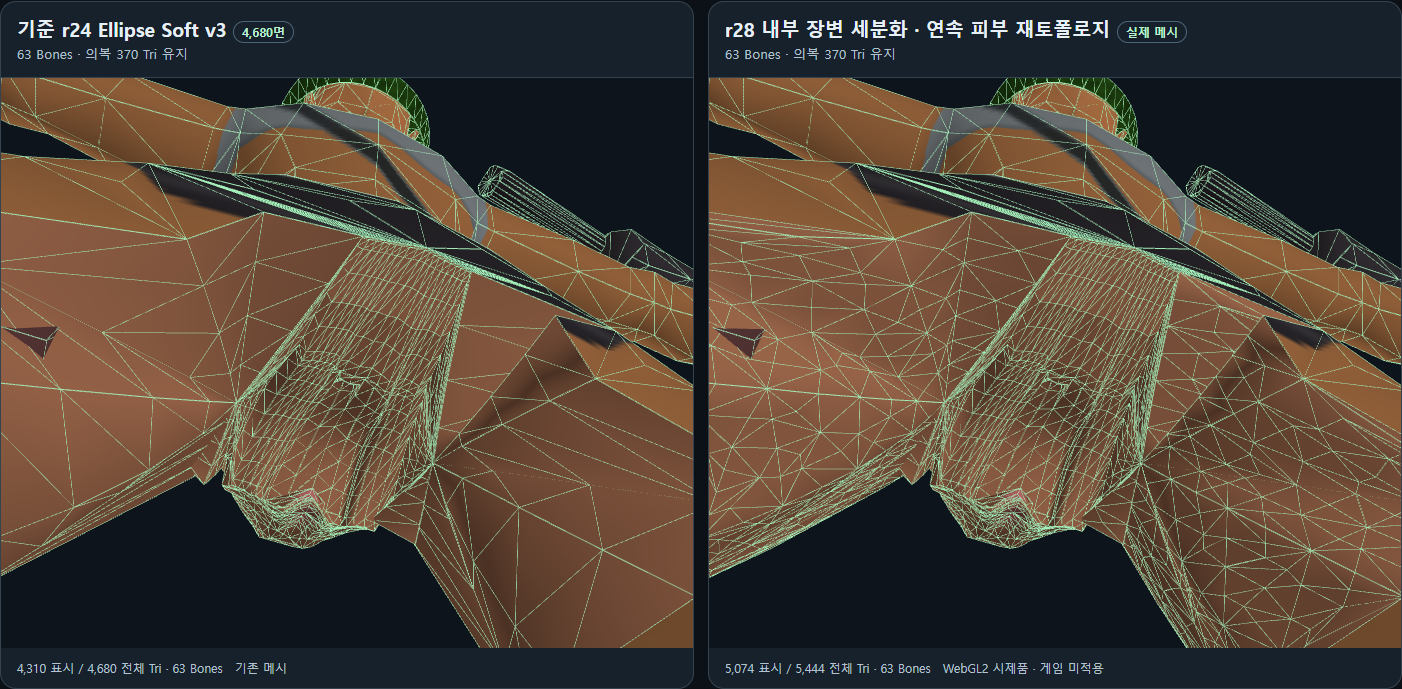 기준 r24 Ellipse Soft v3 4,680면
63 Bones · 의복 370 Tri 유지
4,310 표시 / 4,680 전체 Tri · 63 Bones 기존 메시
r28 내부 장변 세분화 · 연속 피부 재토폴로지 실제 메시
63 Bones · 의복 370 Tri 유지
5,074 표시 / 5,444 전체 Tri · 63 Bones WebGL2 시제품 · 게임 미적용